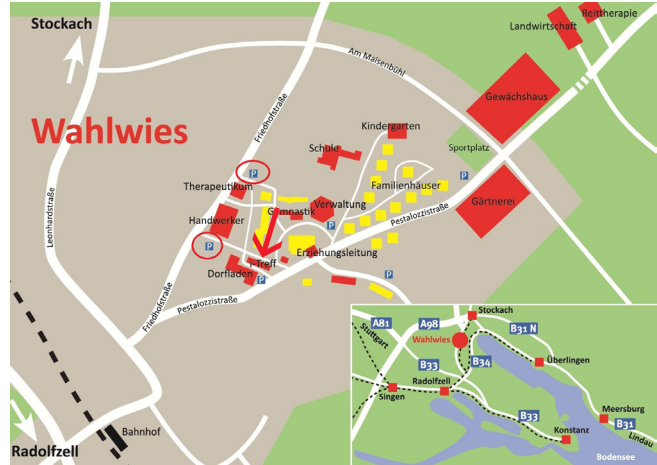 Stockach
Wahlwies
Reittherapie
Landwirtschaft
Am Maisenbühl
Gewächshaus
Friedhofstraße
Kindergarten
Schule
Sportplatz
P
P
Therapeutikum
Familienhäuser
Gymnastik
Verwaltung
Gärtnerei
Handwerker
P
Pestalozzistraße
Leonhardstraße
P
Erziehungsleitung
i-Treff
Dorfladen
P
P
Pestalozzistraße
Friedhofstraße
Bahnhof
Radolfzell
Stockach
A81
A98
B31 N
Stuttgart
Wahlwies
B33
B34
Überlingen
Radolfzell
Singen
Meersburg
B33
B31
Konstanz
Lindau
Bodensee